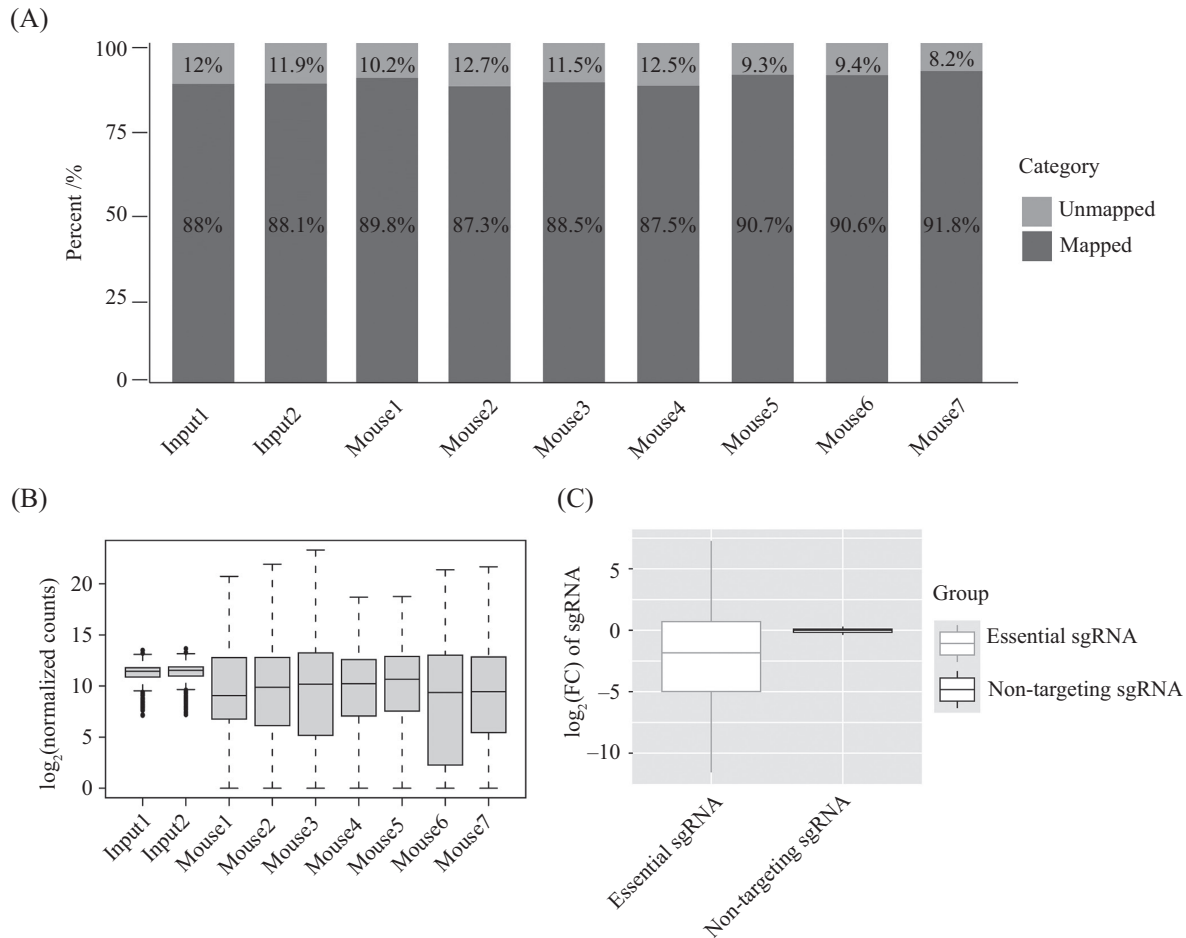 (A)
100
75
50
25
0
Percent /%
12%
11.9%
10.2%
12.7%
11.5%
12.5%
9.3%
9.4%
8.2%
88%
88.1%
89.8%
87.3%
88.5%
87.5%
90.7%
90.6%
91.8%
Input1
Input2
Mouse1
Mouse2
Mouse3
Mouse4
Mouse5
Mouse6
Mouse7
Category
Unmapped
Mapped
(B)
log₂(normalized counts)
20
15
10
5
0
Input1
Input2
Mouse1
Mouse2
Mouse3
Mouse4
Mouse5
Mouse6
Mouse7
(C)
log₂(FC) of sgRNA
5
0
−5
−10
Essential sgRNA
Non-targeting sgRNA
Group
Essential sgRNA
Non-targeting sgRNA